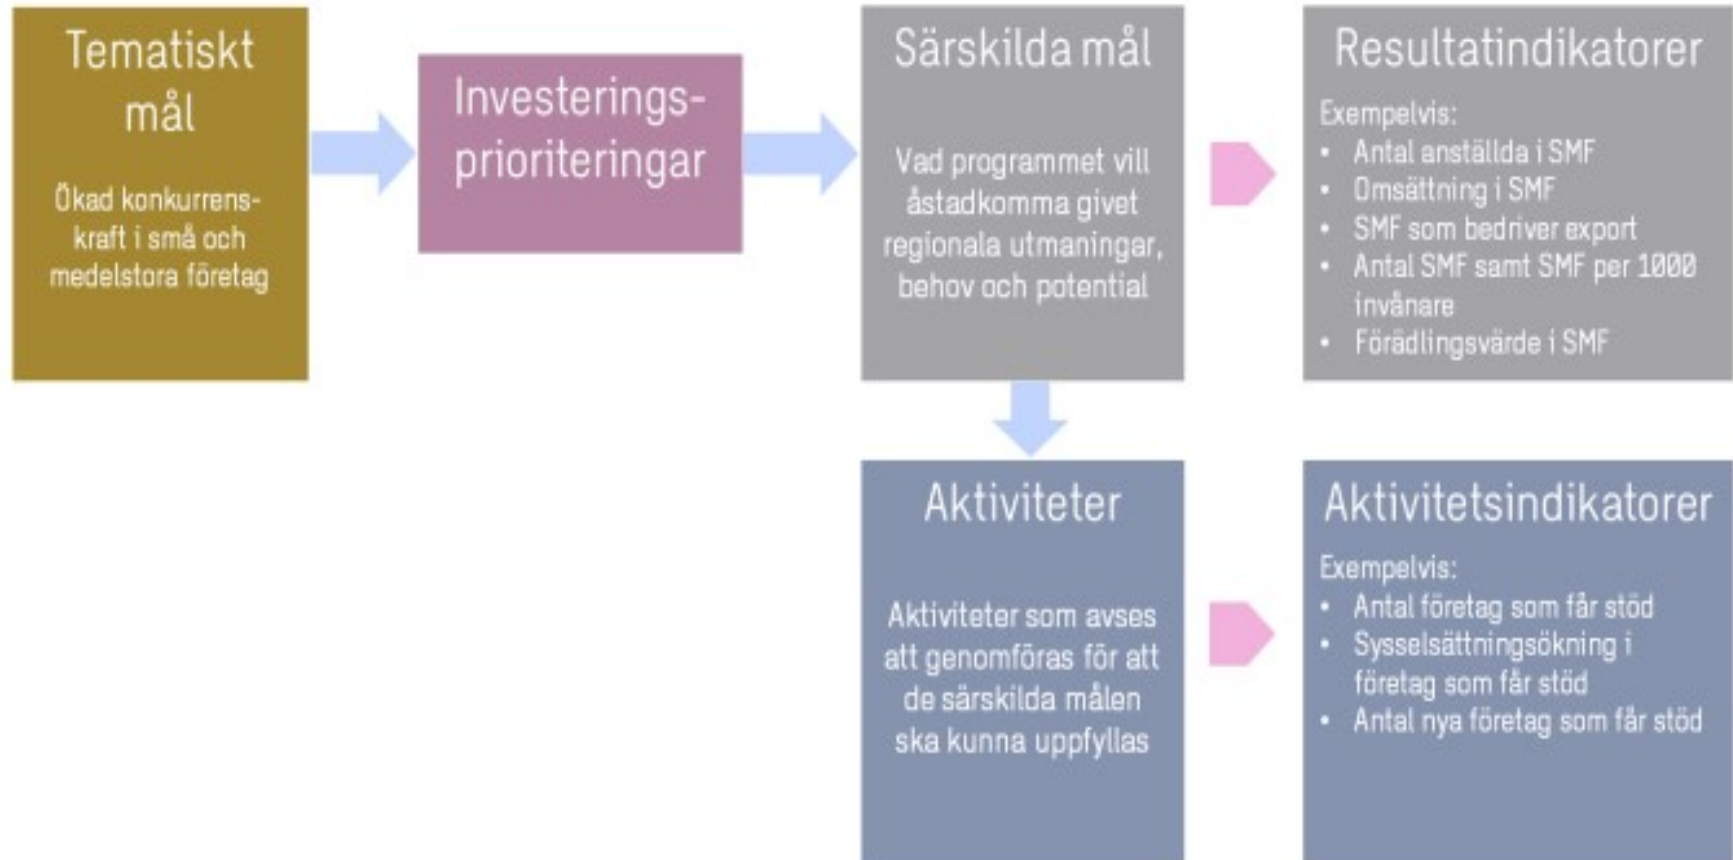 Tematiskt
mål
Ökad konkurrens-
kraft i små och
medelstora företag
Investerings-
prioriteringar
Särskilda mål
Vad programmet vill
åstadkomma givet
regionala utmaningar,
behov och potential
Resultatindikatorer
Exempelvis:
• Antal anställda i SMF
• Omsättning i SMF
• SMF som bedriver export
• Antal SMF samt SMF per 1000
invånare
• Förädlingsvärde i SMF
Aktiviteter
Aktiviteter som avses
att genomföras för att
de särskilda målen
ska kunna uppfyllas
Aktivitetsindikatorer
Exempelvis:
• Antal företag som får stöd
• Sysselsättningsökning i
företag som får stöd
• Antal nya företag som får stöd